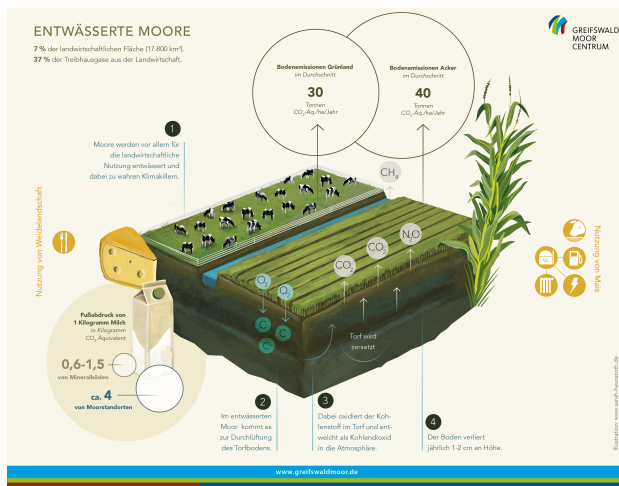 ENTWÄSSERTE MOORE
7 % der landwirtschaftlichen Fläche (17.800 km²).
37 % der Treibhausgase aus der Landwirtschaft.
GREIFSWALD
MOOR
CENTRUM
Bodenemissionen Grünland
im Durchschnitt
30
Tonnen
CO₂-Äq./ha/Jahr
Bodenemissionen Acker
im Durchschnitt
40
Tonnen
CO₂-Äq./ha/Jahr
1
Moore werden vor allem für
die landwirtschaftliche
Nutzung entwässert und
dabei zu wahren Klimakillern.
CH₄
N₂O
CO₂
CO₂
O₂
O₂
C
C
C
Torf wird
zersetzt
Nutzung von Weidelandschaft
Nutzung von Mais
Fußabdruck von
1 Kilogramm Milch
in Kilogramm
CO₂ Äquivalent
0,6-1,5
von Mineralböden
ca. 4
von Moorstandorten
2
Im entwässerten
Moor kommt es
zur Durchlüftung
des Torfbodens.
3
Dabei oxidiert der Koh-
lenstoff im Torf und ent-
weicht als Kohlendioxid
in die Atmosphäre.
4
Der Boden verliert
jährlich 1-2 cm an Höhe.
Illustration: www.sarah-heuzeroth.de
www.greifswaldmoor.de